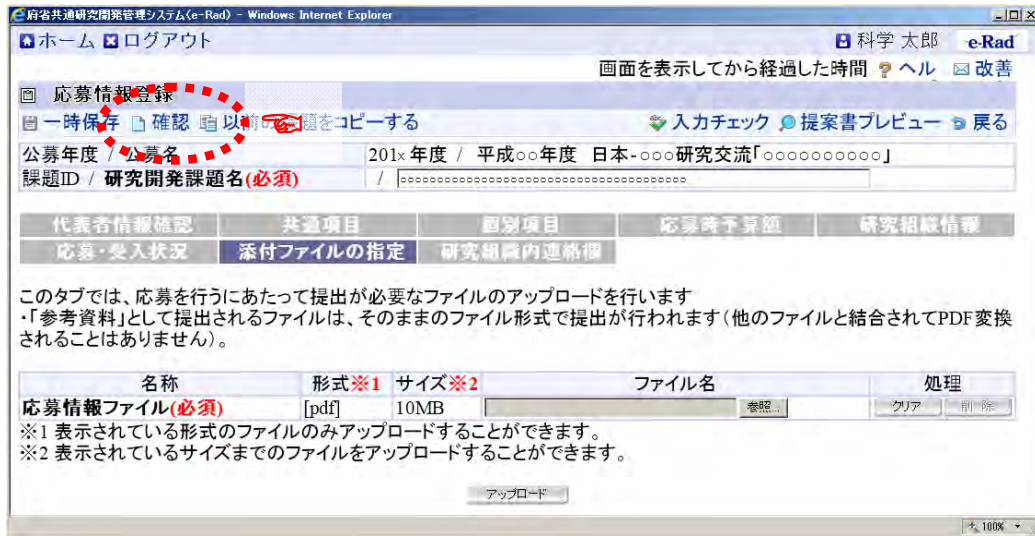 府省共通研究開発管理システム(e-Rad) - Windows Internet Explorer
ホーム ログアウト 科学 太郎 e-Rad
画面を表示してから経過した時間 ヘル 改善
応募情報登録
一時保存 確認 以前の課題をコピーする 入力チェック 提案書プレビュー 戻る
公募年度 / 公募名 201x年度 / 平成○○年度 日本-○○○研究交流「○○○○○○○○○○」
課題ID / 研究開発課題名(必須) /
代表者情報確認 共通項目 個別項目 応募時予算額 研究組織情報
応募・受入状況 添付ファイルの指定 研究組織内連絡欄
このタブでは、応募を行うにあたって提出が必要なファイルのアップロードを行います
・「参考資料」として提出されるファイルは、そのままのファイル形式で提出が行われます(他のファイルと結合されてPDF変換
されることはありません)。
名称 形式※1 サイズ※2 ファイル名 処理
応募情報ファイル(必須) [pdf] 10MB 参照... クリア 削除
※1 表示されている形式のファイルのみアップロードすることができます。
※2 表示されているサイズまでのファイルをアップロードすることができます。
アップロード
100%